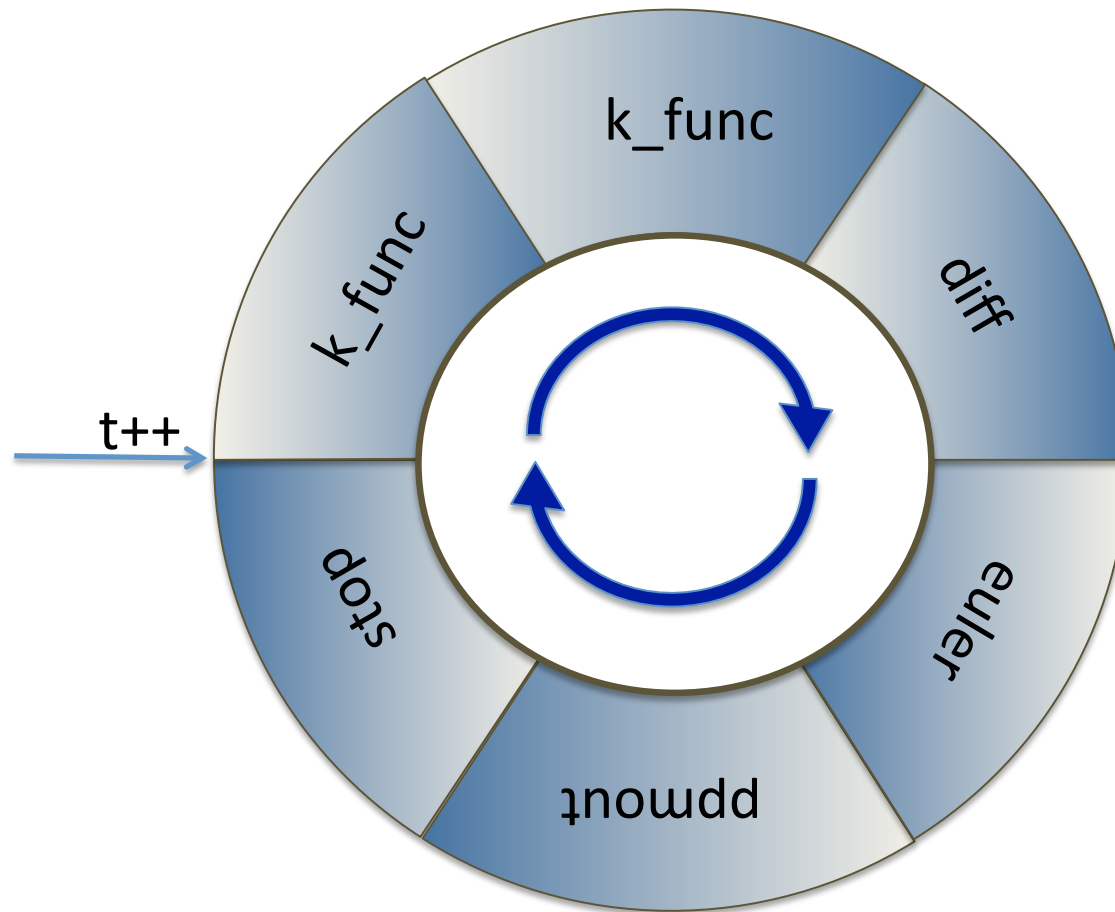 t++
k_func
k_func
diff
euler
ppmout
stop